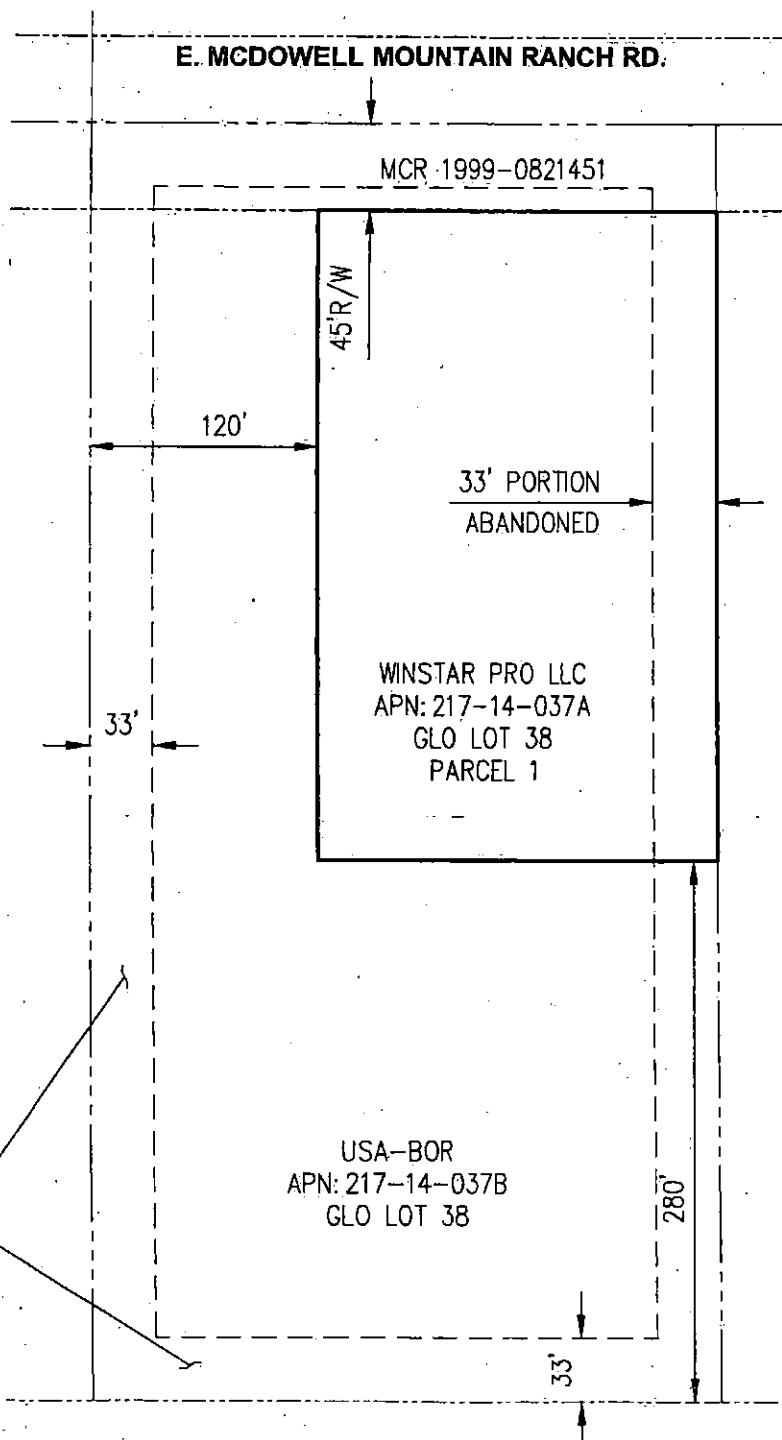 E. MCDOWELL MOUNTAIN RANCH RD.
MCR 1999-0821451
45'R/W
120'
33' PORTION
ABANDONED
WINSTAR PRO LLC
APN: 217-14-037A
GLO LOT 38
PARCEL 1
33'
USA-BOR
APN: 217-14-037B
GLO LOT 38
280'
33'